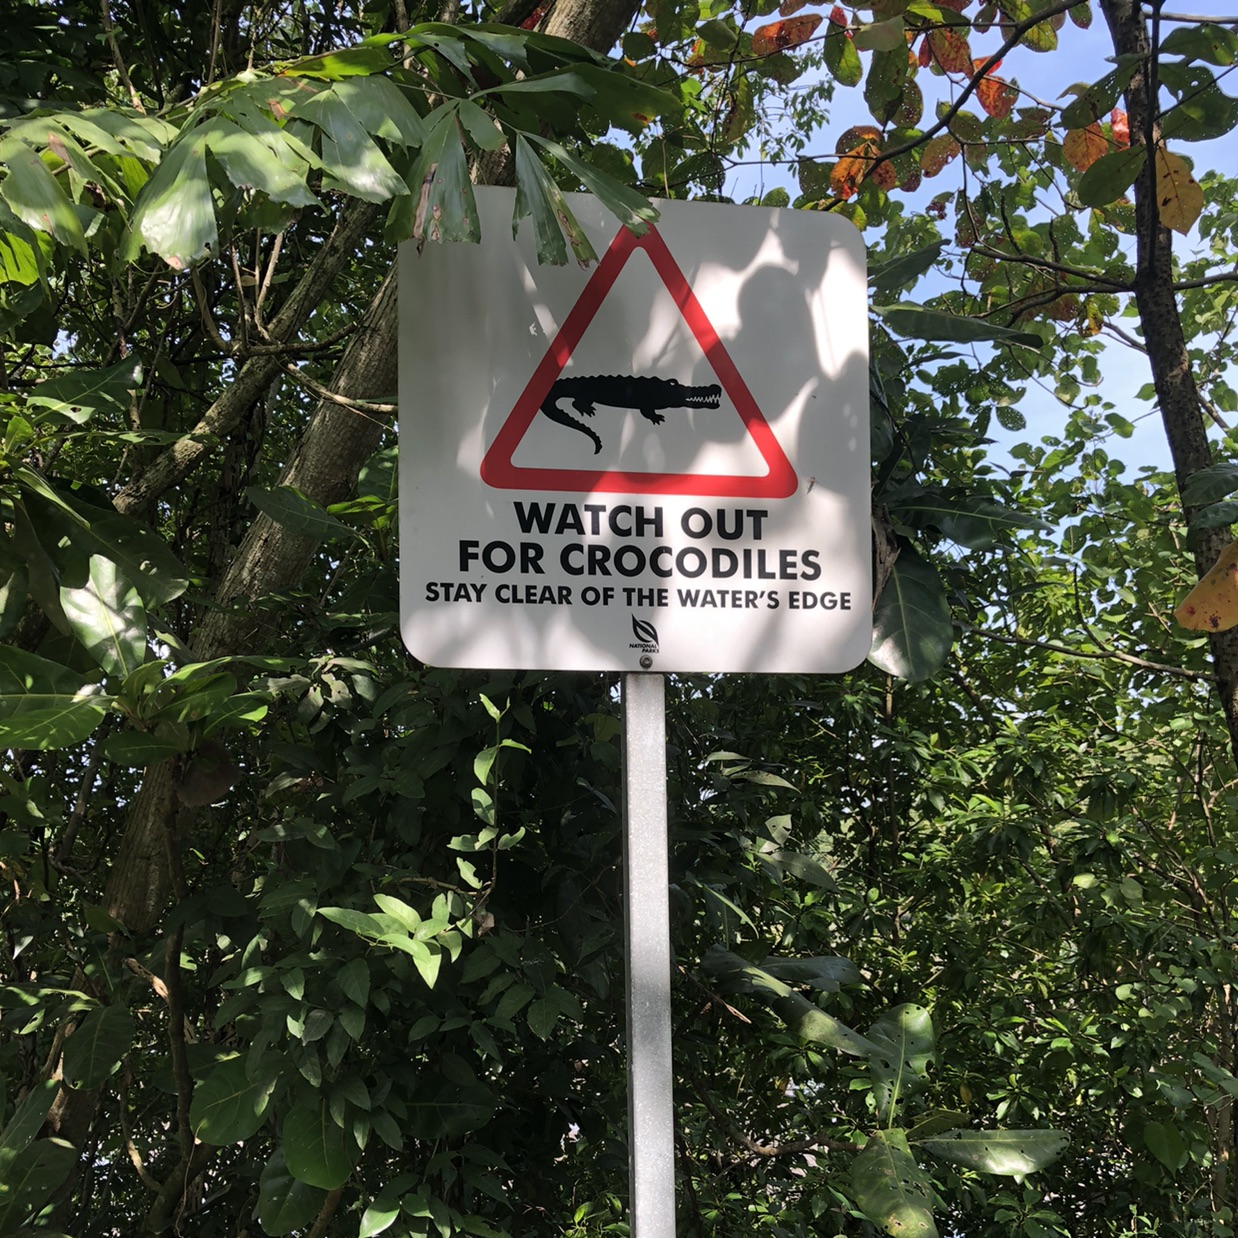 WATCH OUT
FOR CROCODILES
STAY CLEAR OF THE WATER'S EDGE
NATIONAL
PARKS